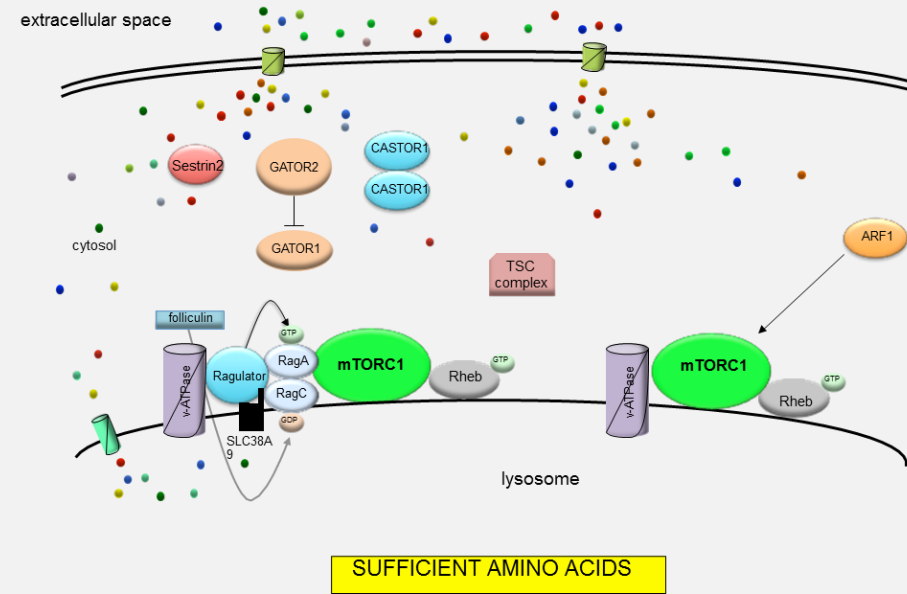 extracellular space
CASTOR1
Sestrin2
GATOR2
CASTOR1
cytosol
GATOR1
ARF1
TSC
complex
folliculin
GTP
RagA
mTORC1
GTP
mTORC1
GTP
v-ATPase
Ragulator
Rheb
v-ATPase
RagC
Rheb
GDP
SLC38A
9
lysosome
SUFFICIENT AMINO ACIDS